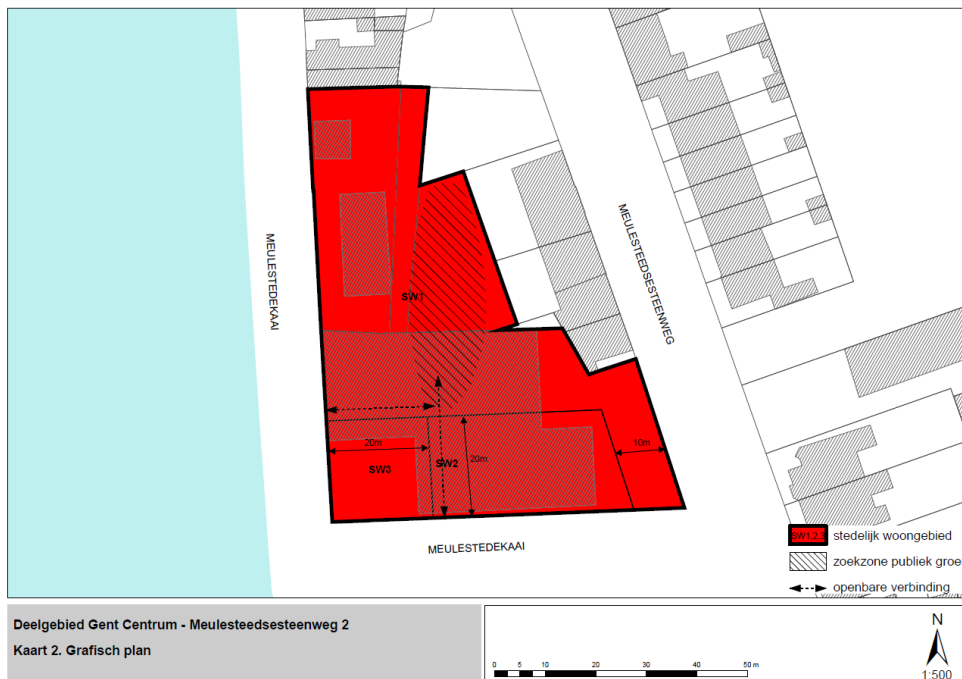 MEULESTEDEKAAI
MEULESTEEDSESTEENWEG
SW1
20m
SW3
SW2
20m
10m
MEULESTEDEKAAI
SW1,2,3
stedelijk woongebied
zoekzone publiek groe
openbare verbinding
Deelgebied Gent Centrum - Meulesteedsesteenweg 2
Kaart 2. Grafisch plan
0 5 10 20 30 40 50 m
N
1:500